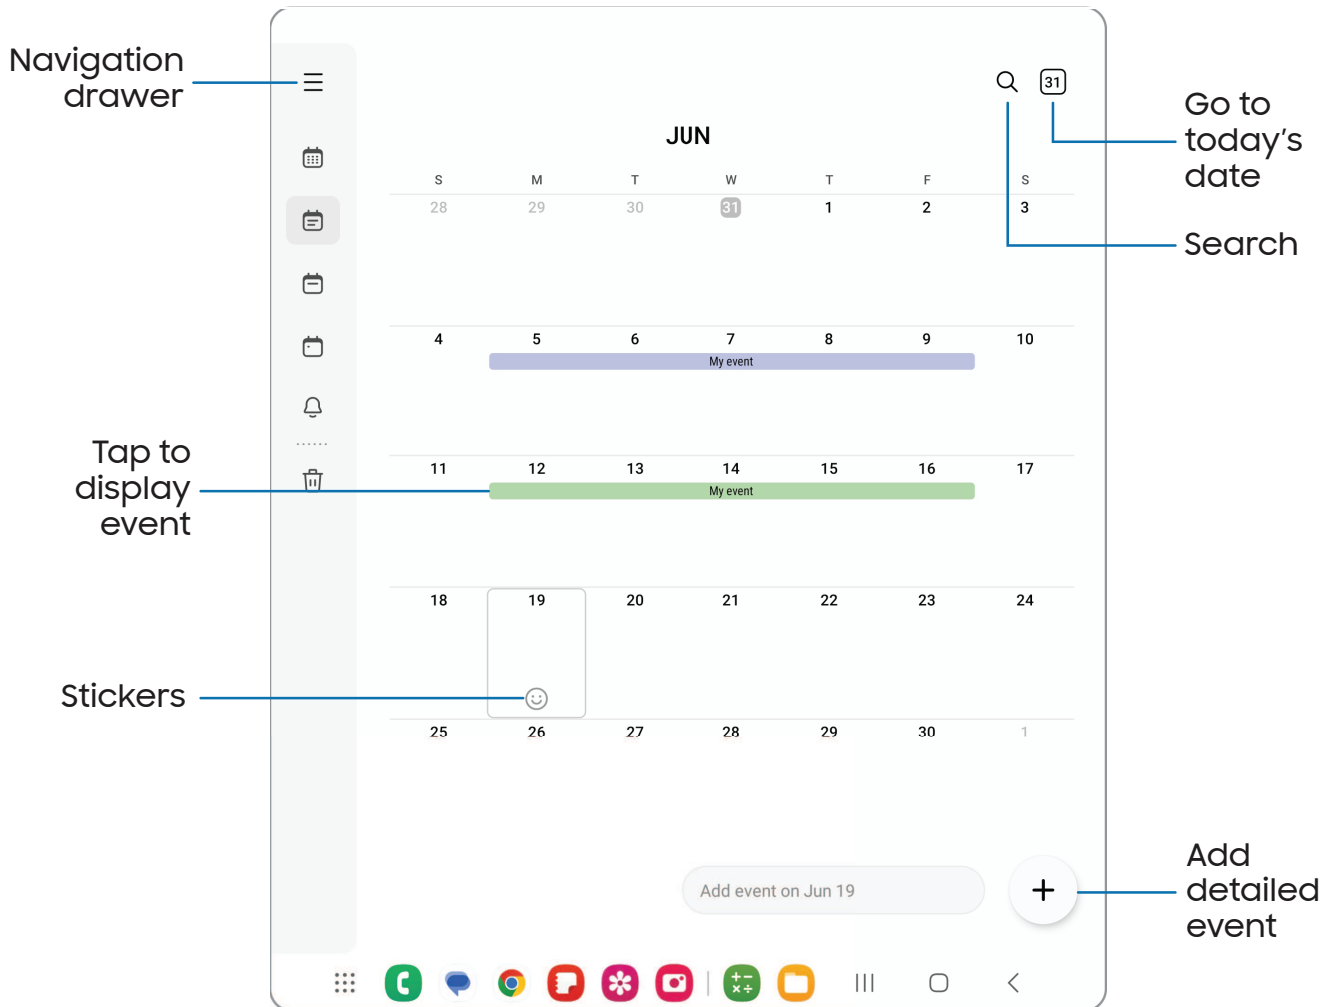 Navigation
drawer
31
Go to
today's
date
JUN
S M T W T F S
28 29 30 31 1 2 3
Search
4 5 6 7 8 9 10
My event
Tap to
display
event
11 12 13 14 15 16 17
My event
18 19 20 21 22 23 24
Stickers
25 26 27 28 29 30 1
Add event on Jun 19
Add
detailed
event